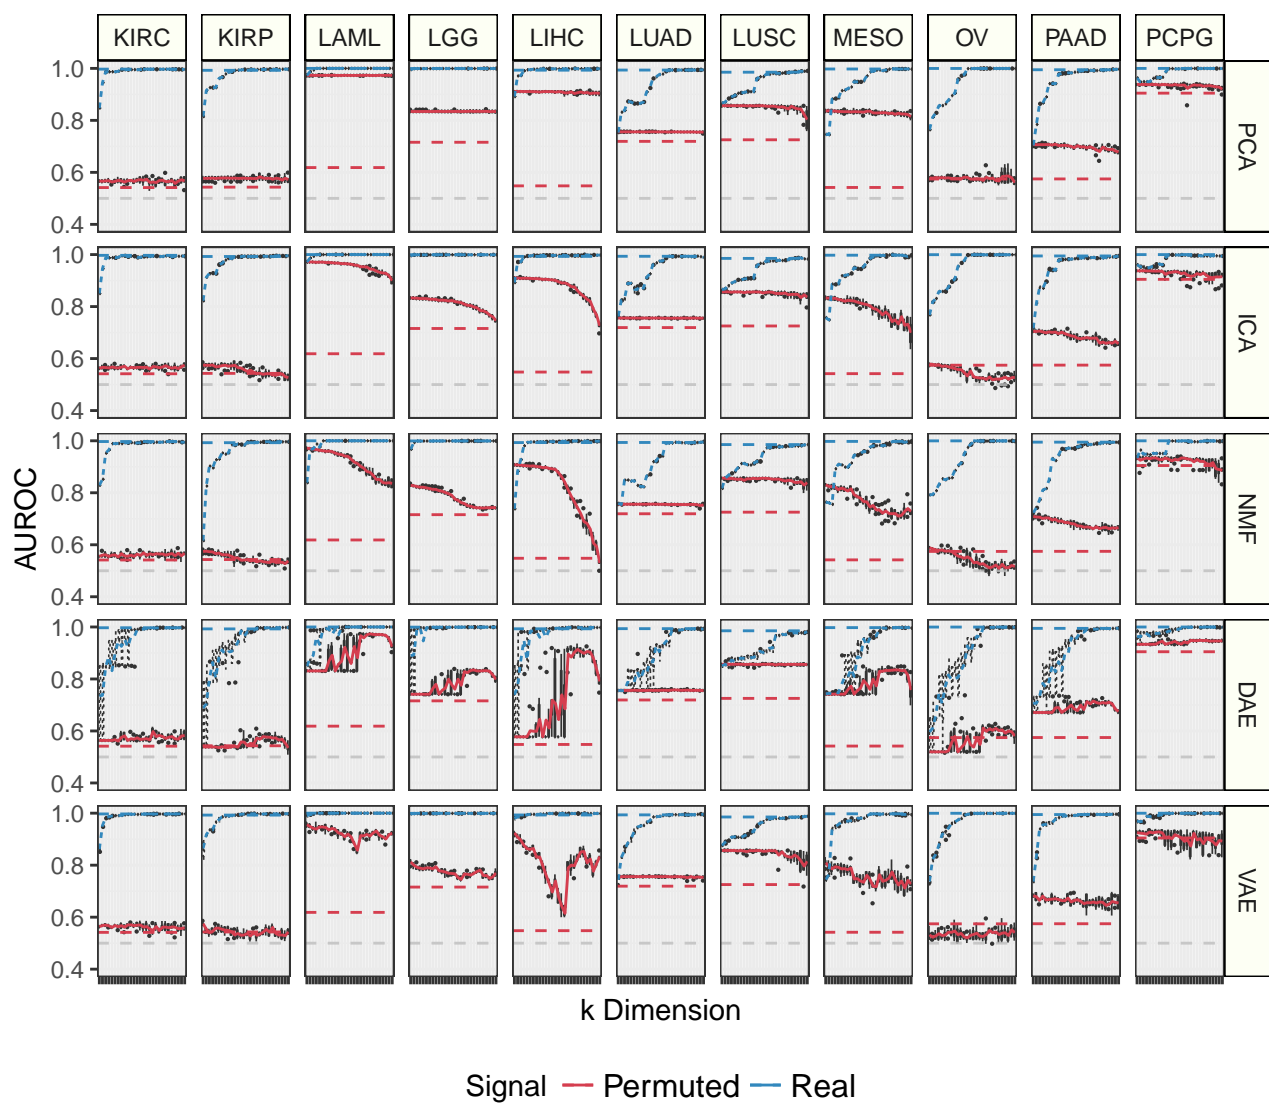 KIRC KIRP LAML LGG LIHC LUAD LUSC MESO OV PAAD PCPG
1.0
0.8
0.6
0.4
PCA
1.0
0.8
0.6
0.4
ICA
1.0
0.8
0.6
0.4
NMF
AUROC
1.0
0.8
0.6
0.4
DAE
1.0
0.8
0.6
0.4
VAE
k Dimension
Signal Permuted Real